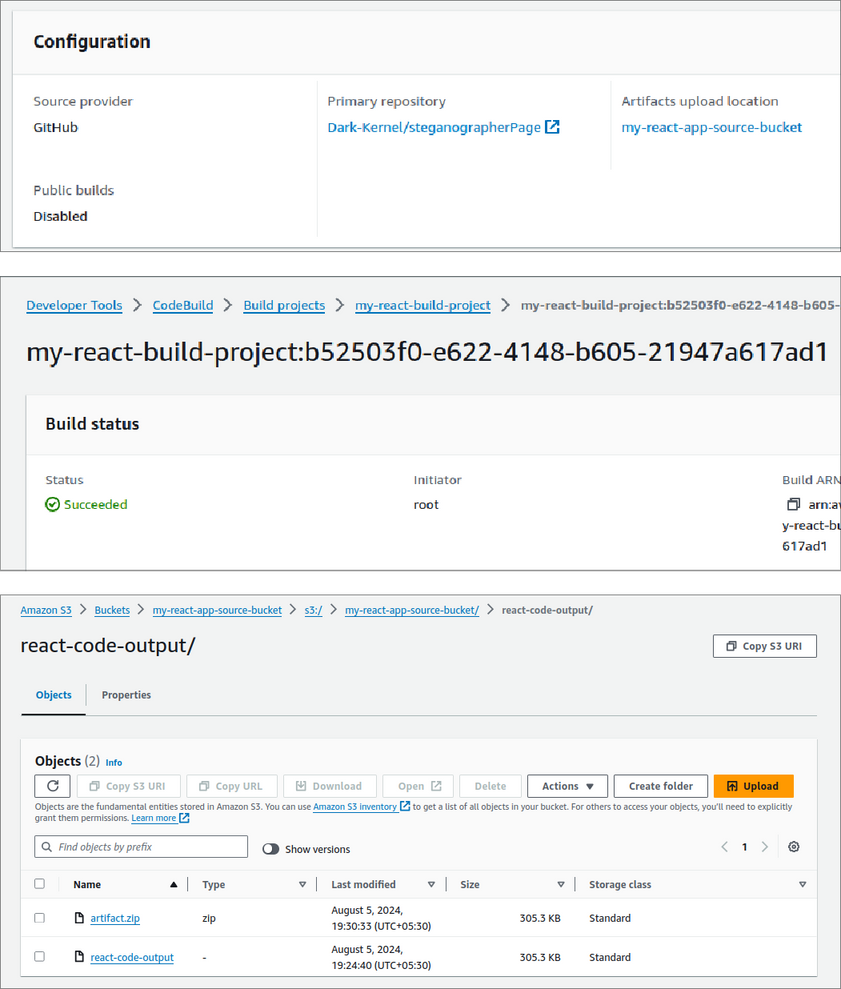 Configuration
Source provider
Primary repository
Artifacts upload location
GitHub
Dark-Kernel/steganographerPage
my-react-app-source-bucket
Public builds
Disabled
Developer Tools > CodeBuild > Build projects > my-react-build-project > my-react-build-project:b52503f0-e622-4148-b605-
my-react-build-project:b52503f0-e622-4148-b605-21947a617ad1
Build status
Status
Initiator
Build ARN
Succeeded
root
arn:a
y-react-bu
617ad1
Amazon S3 > Buckets > my-react-app-source-bucket > s3:/ > my-react-app-source-bucket/ > react-code-output/
react-code-output/
Copy S3 URI
Objects
Properties
Objects (2) Info
Copy S3 URI
Copy URL
Download
Open
Delete
Actions
Create folder
Upload
Objects are the fundamental entities stored in Amazon S3. You can use Amazon S3 inventory to get a list of all objects in your bucket. For others to access your objects, you'll need to explicitly
grant them permissions. Learn more
Find objects by prefix
Show versions
1
Name
Type
Last modified
Size
Storage class
artifact.zip
zip
August 5, 2024,
19:30:33 (UTC+05:30)
305.3 KB
Standard
react-code-output
-
August 5, 2024,
19:24:40 (UTC+05:30)
305.3 KB
Standard